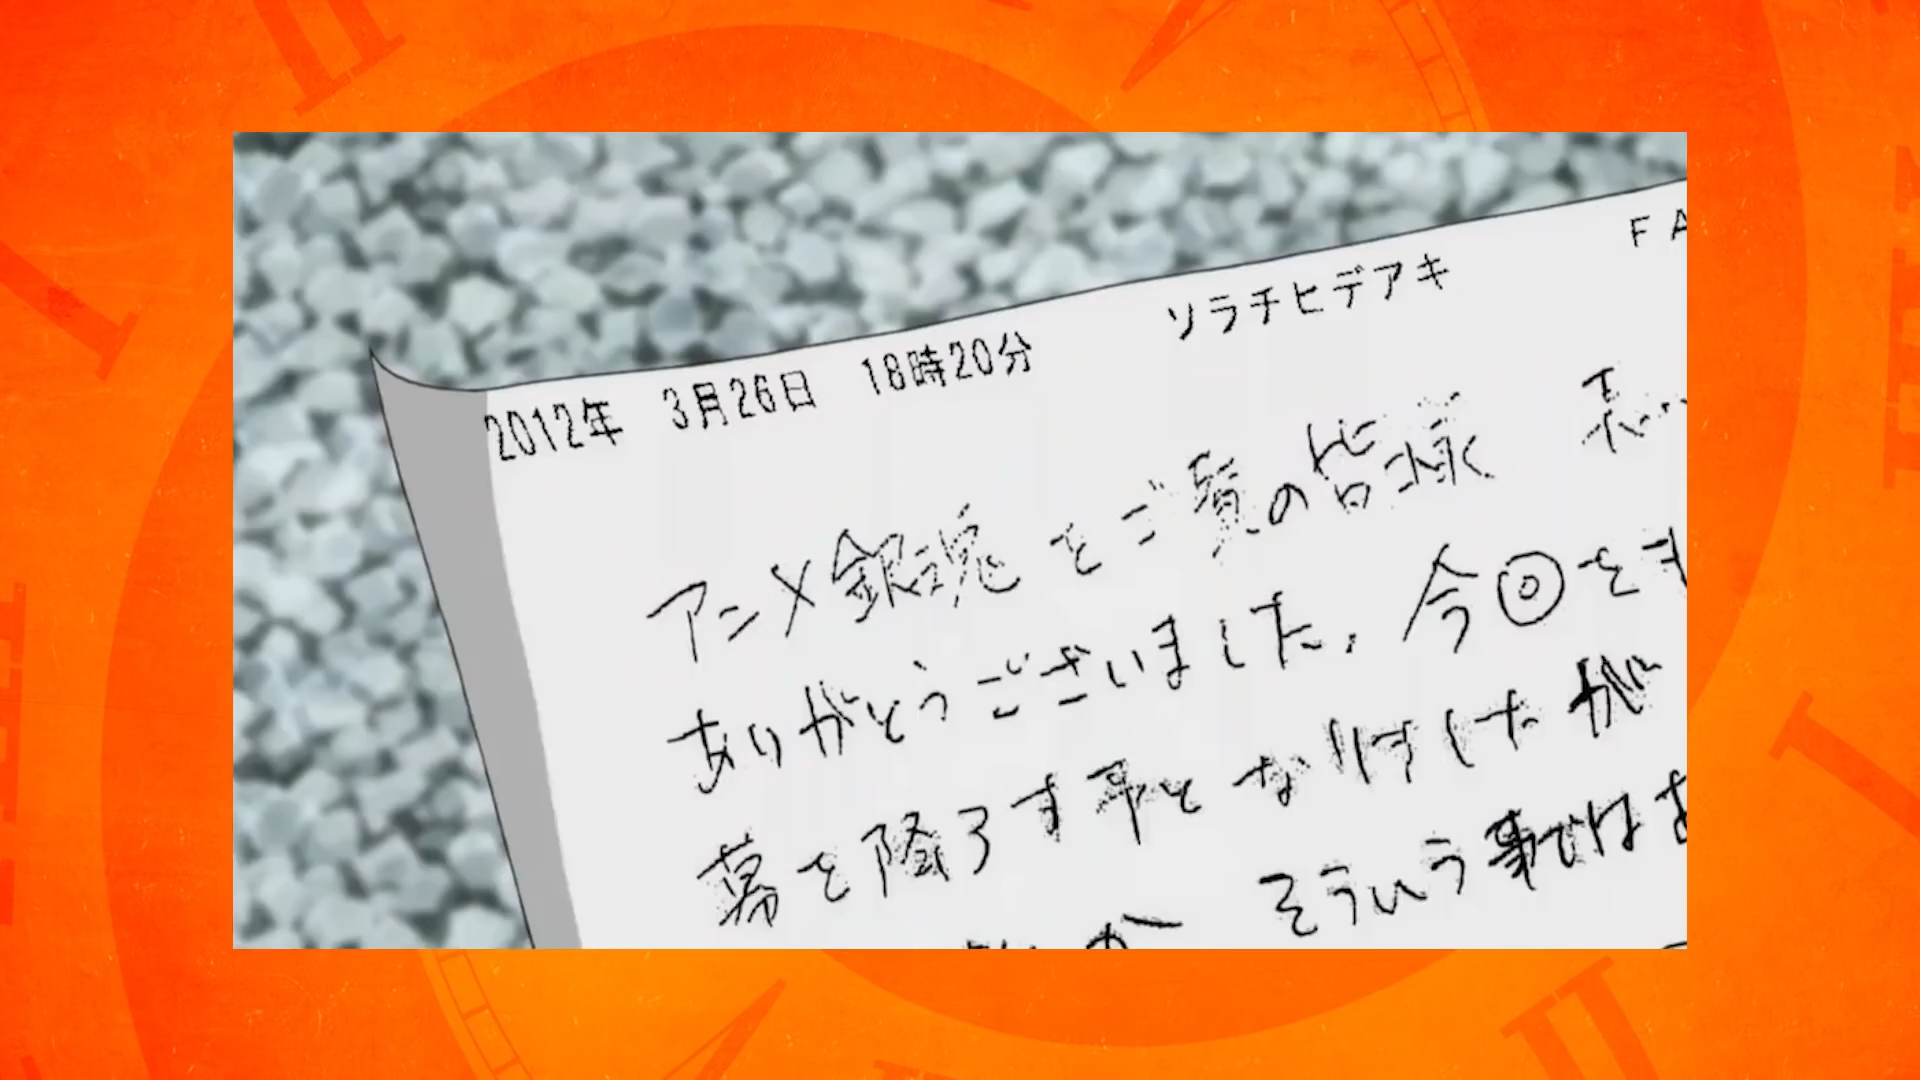 2012年 3月26日 18時20分 ソラチヒデアキ FA
アニメ銀魂をご覧の皆様
ありがとうございました。今回をま
幕を降ろす事となりましたが
そういう事ではあ